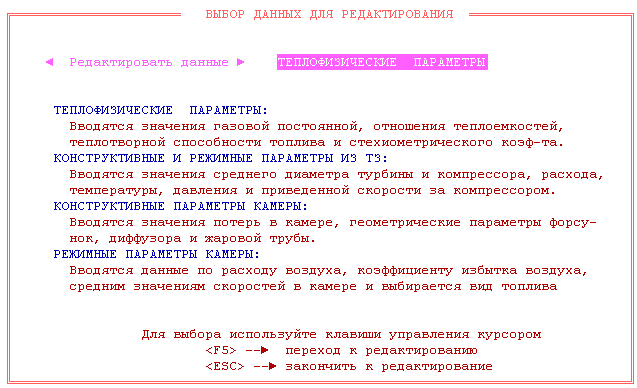 ВЫБОР ДАННЫХ ДЛЯ РЕДАКТИРОВАНИЯ
◄ Редактировать данные ► ТЕПЛОФИЗИЧЕСКИЕ ПАРАМЕТРЫ
ТЕПЛОФИЗИЧЕСКИЕ ПАРАМЕТРЫ:
Вводятся значения газовой постоянной, отношения теплоемкостей,
теплотворной способности топлива и стехиометрического коэф-та.
КОНСТРУКТИВНЫЕ И РЕЖИМНЫЕ ПАРАМЕТРЫ ИЗ ТЗ:
Вводятся значения среднего диаметра турбины и компрессора, расхода,
температуры, давления и приведенной скорости за компрессором.
КОНСТРУКТИВНЫЕ ПАРАМЕТРЫ КАМЕРЫ:
Вводятся значения потерь в камере, геометрические параметры форсу-
нок, диффузора и жаровой трубы.
РЕЖИМНЫЕ ПАРАМЕТРЫ КАМЕРЫ:
Вводятся данные по расходу воздуха, коэффициенту избытка воздуха,
средним значениям скоростей в камере и выбирается вид топлива
Для выбора используйте клавиши управления курсором
<F5> --► переход к редактированию
<ESC> --► закончить к редактирование